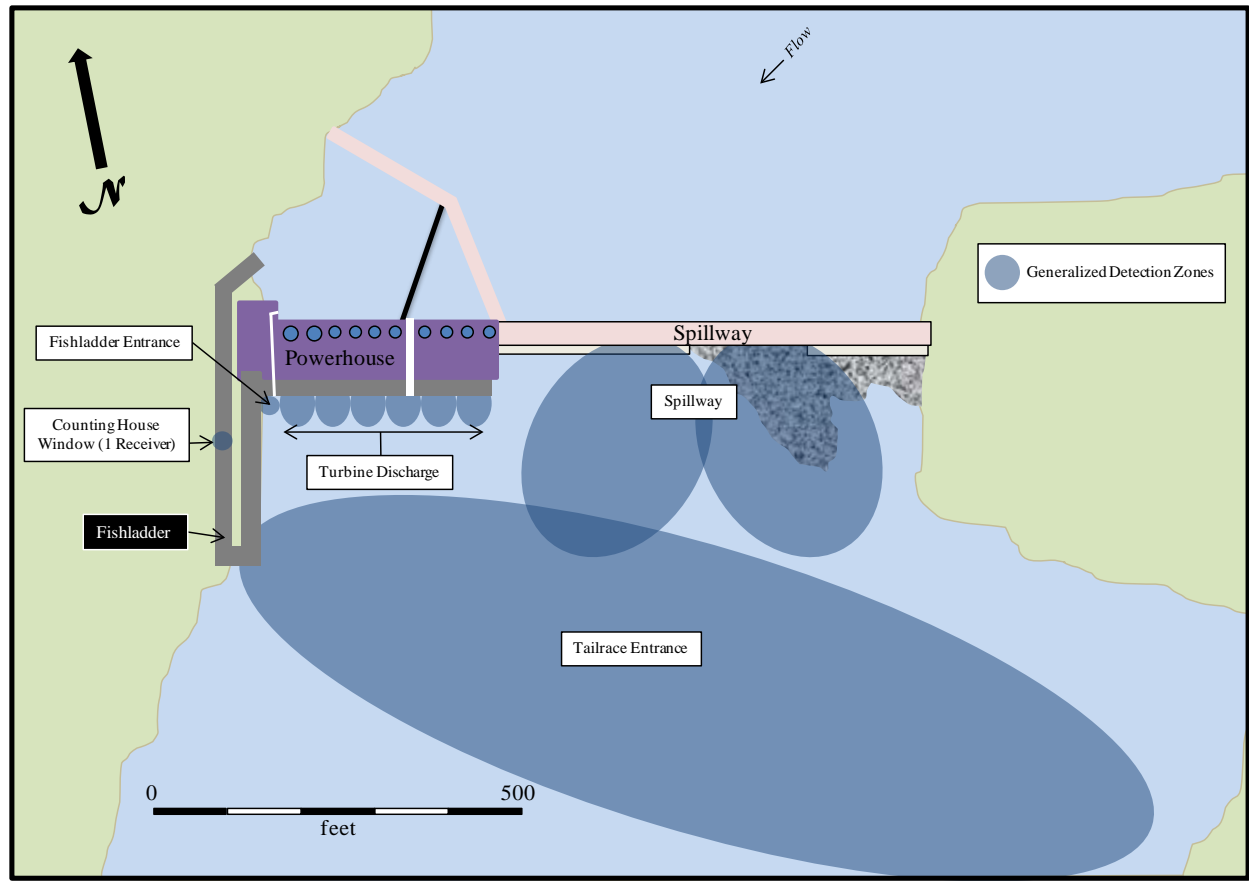 Flow
N
Generalized Detection Zones
Spillway
Fishladder Entrance
Powerhouse
Spillway
Counting House
Window (1 Receiver)
Turbine Discharge
Fishladder
Tailrace Entrance
0
500
feet